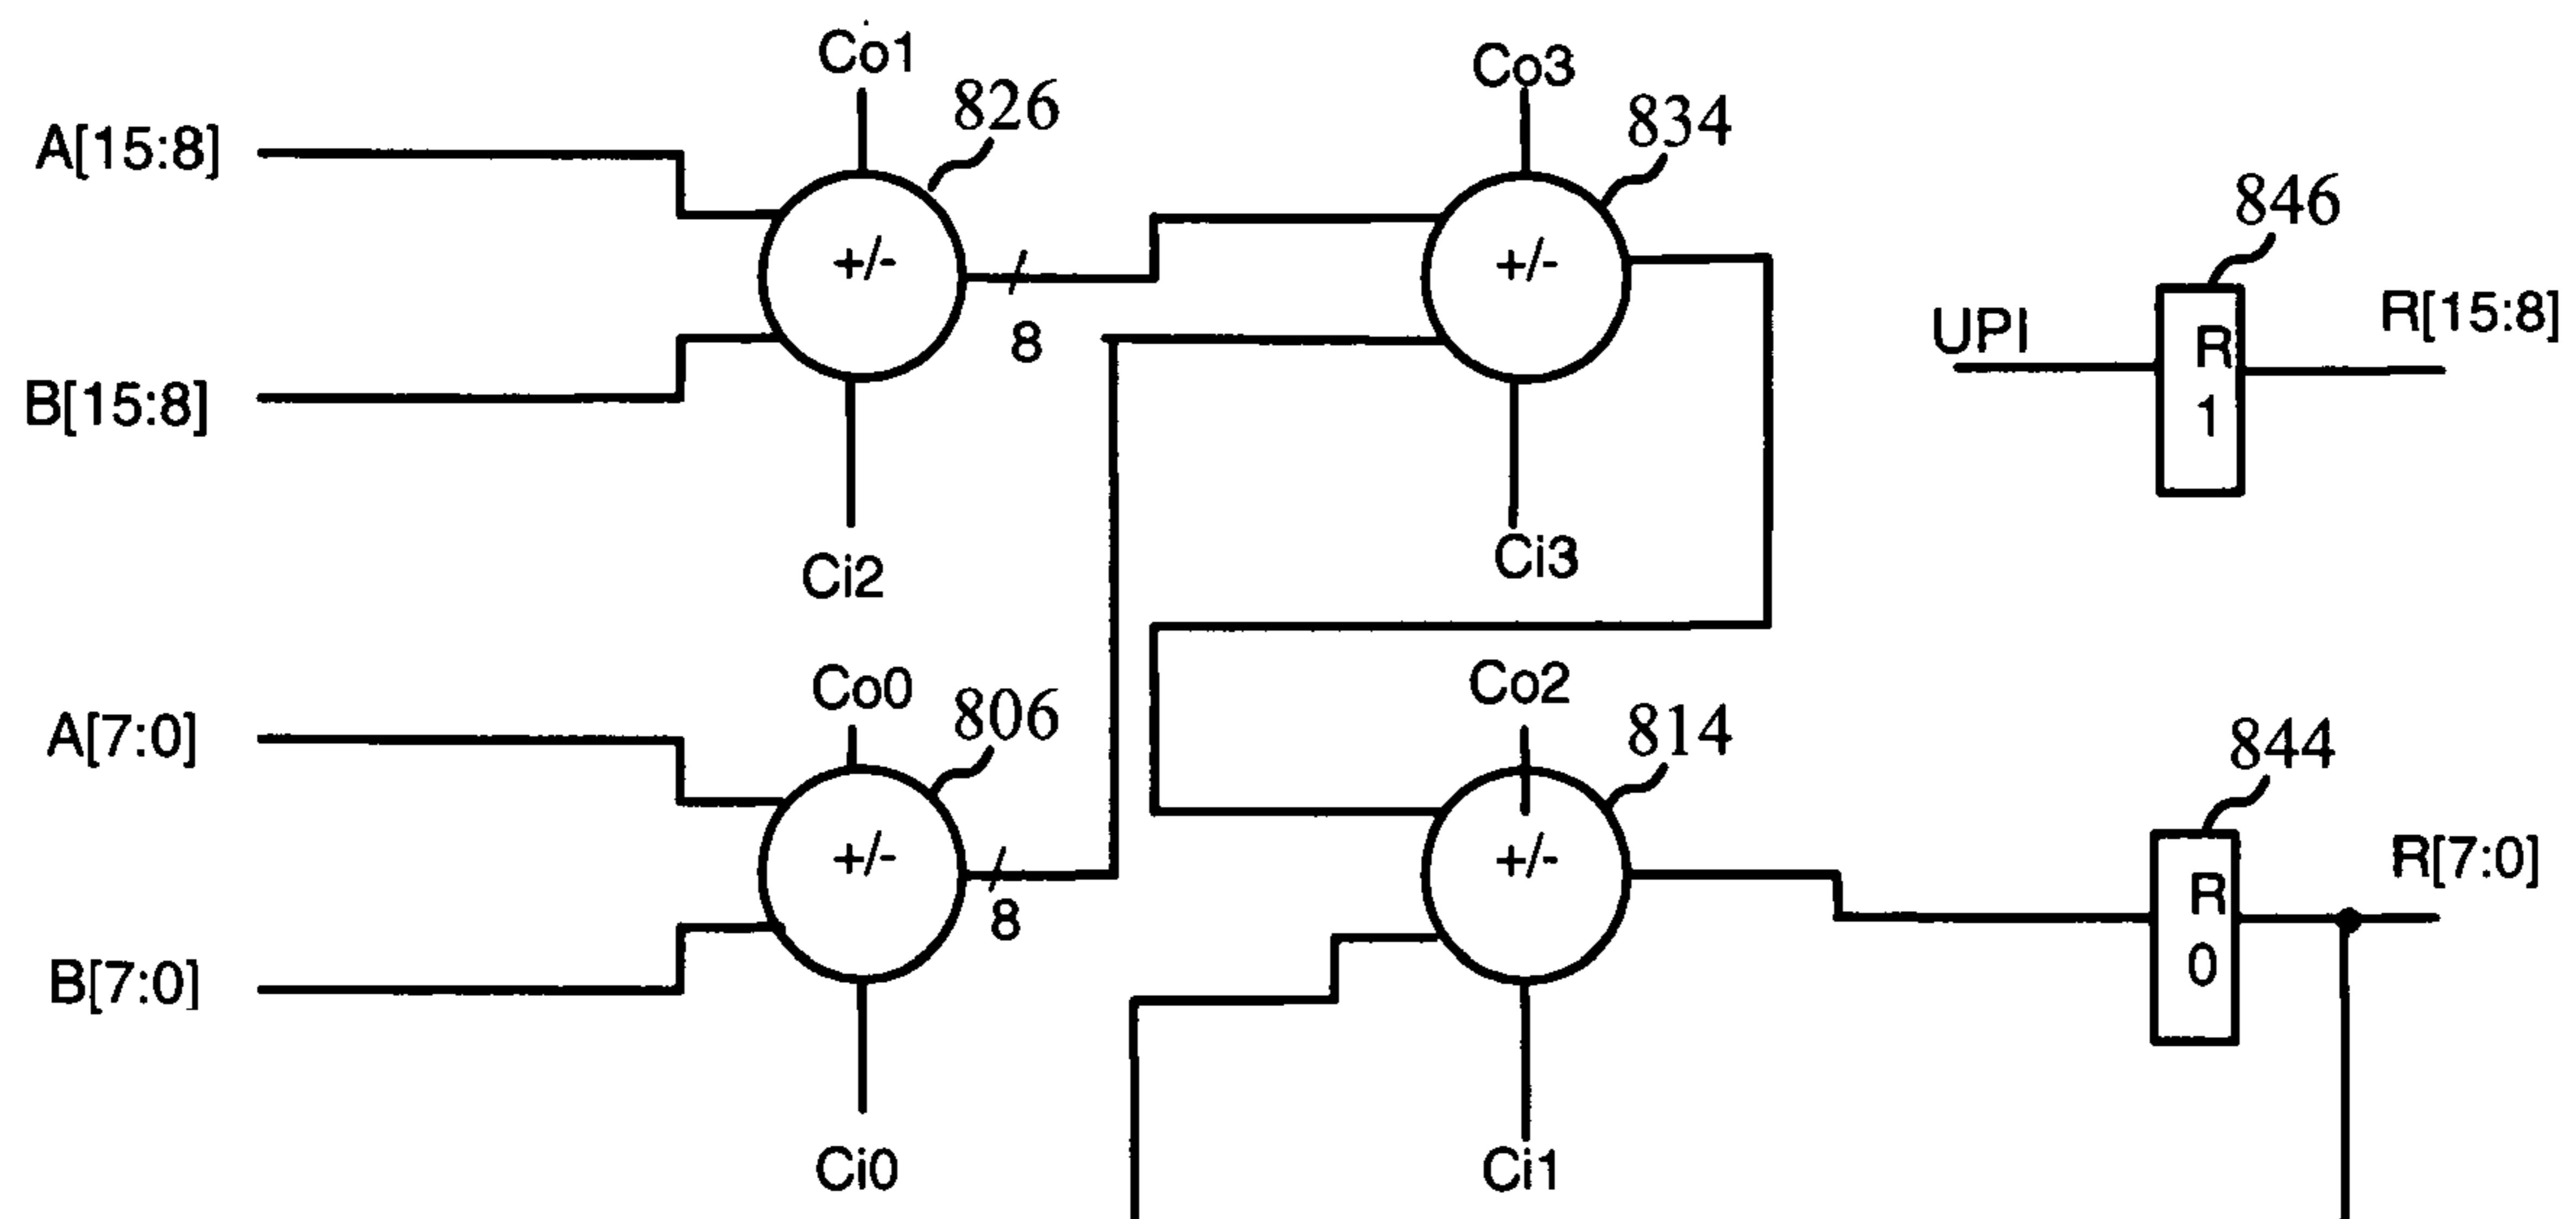 Co1
826
A[15:8]
+/-
B[15:8]
8
Ci2
Co3
834
+/-
Ci3
846
UPI
R
1
R[15:8]
Co0
806
A[7:0]
+/-
B[7:0]
8
Ci0
Co2
814
+/-
Ci1
844
R
0
R[7:0]